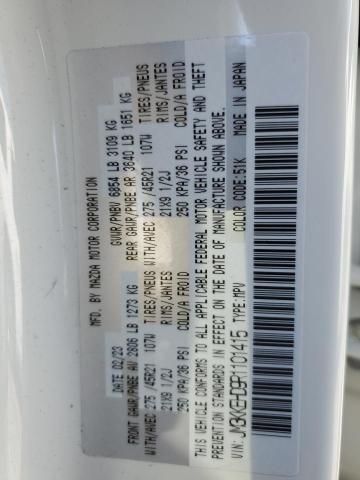 MFD. BY MAZDA MOTOR CORPORATION
DATE 02/23 GVWR/PNBV 6854 LB 3109 KG
FRONT GAWR/PNBE AV 2806 LB 1273 KG REAR GAWR/PNBE AR 3640 LB 1651 KG
WITH/AVEC 275 /45R21 107W TIRES/PNEUS WITH/AVEC 275 /45R21 107W TIRES/PNEUS
21X9 1/2J RIMS/JANTES 21X9 1/2J RIMS/JANTES
250 KPA/36 PSI COLD/A FROID 250 KPA/36 PSI COLD/A FROID
THIS VEHICLE CONFORMS TO ALL APPLICABLE FEDERAL MOTOR VEHICLE SAFETY AND THEFT
PREVENTION STANDARDS IN EFFECT ON THE DATE OF MANUFACTURE SHOWN ABOVE.
VIN: JM3KKEHD9R1101415 TYPE:MPV COLOR CODE:51K MADE IN JAPAN